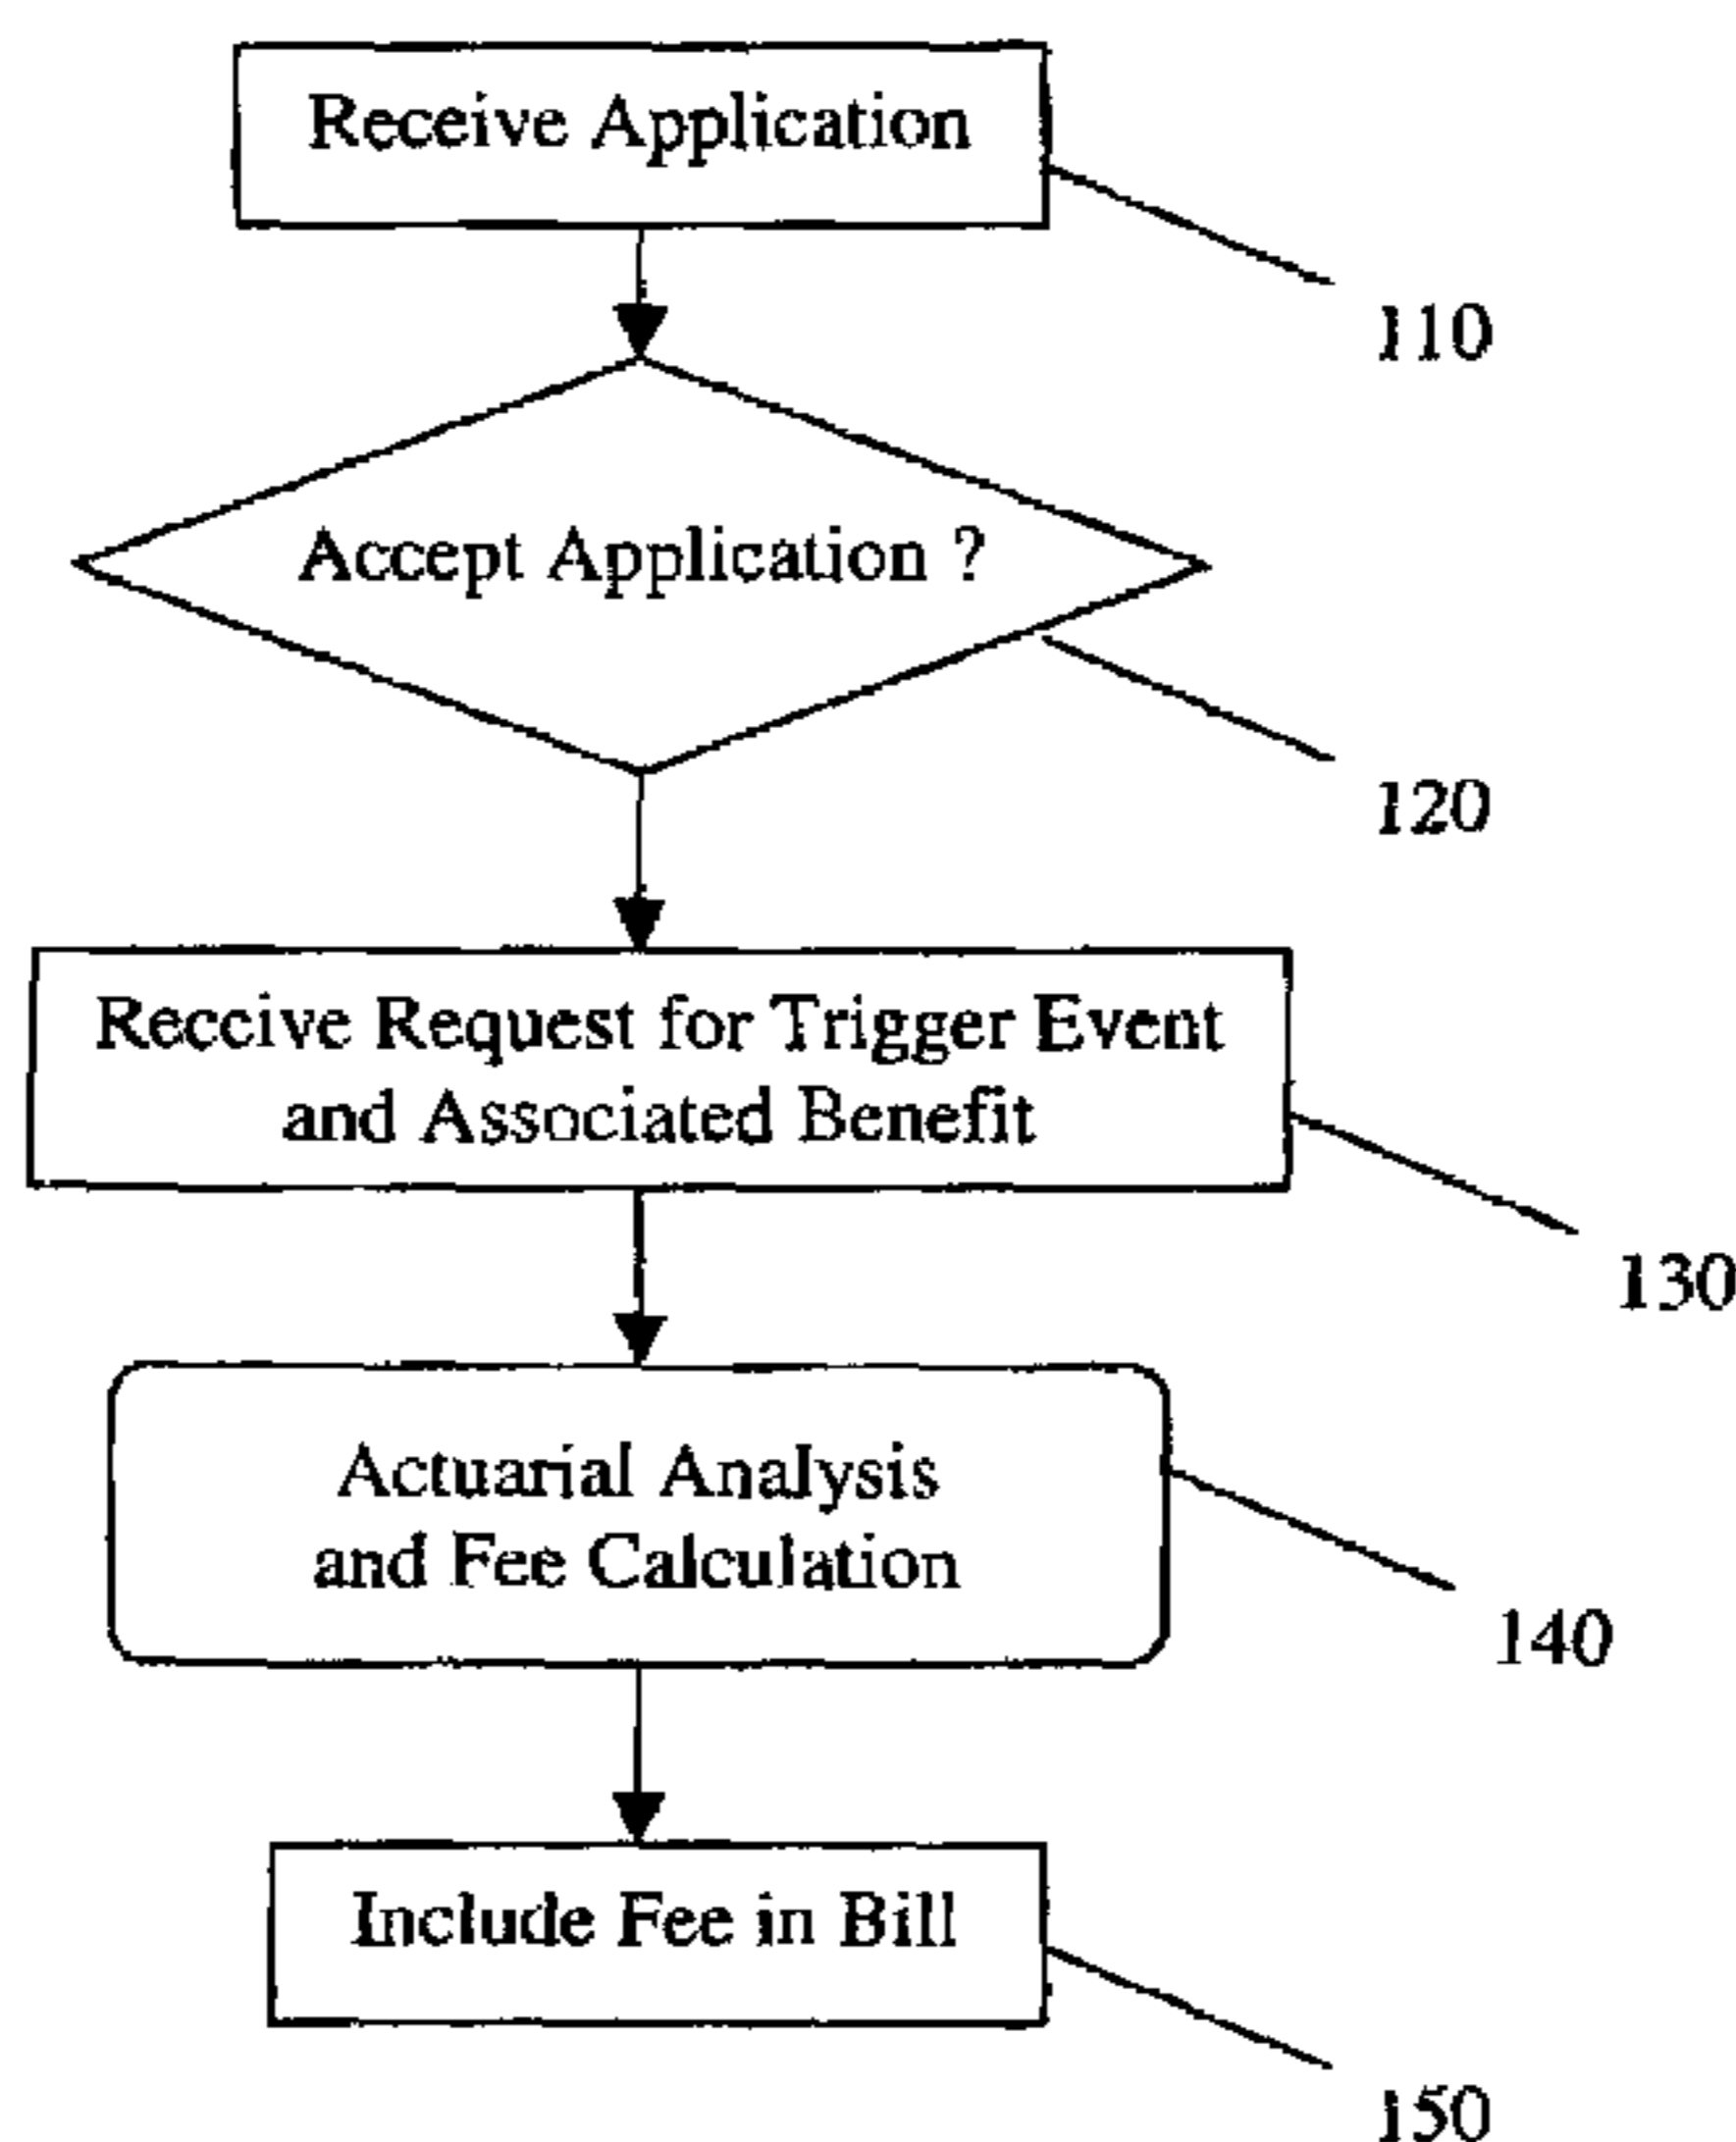 Receive Application
110
Accept Application ?
120
Receive Request for Trigger Event
and Associated Benefit
130
Actuarial Analysis
and Fee Calculation
140
Include Fee in Bill
150